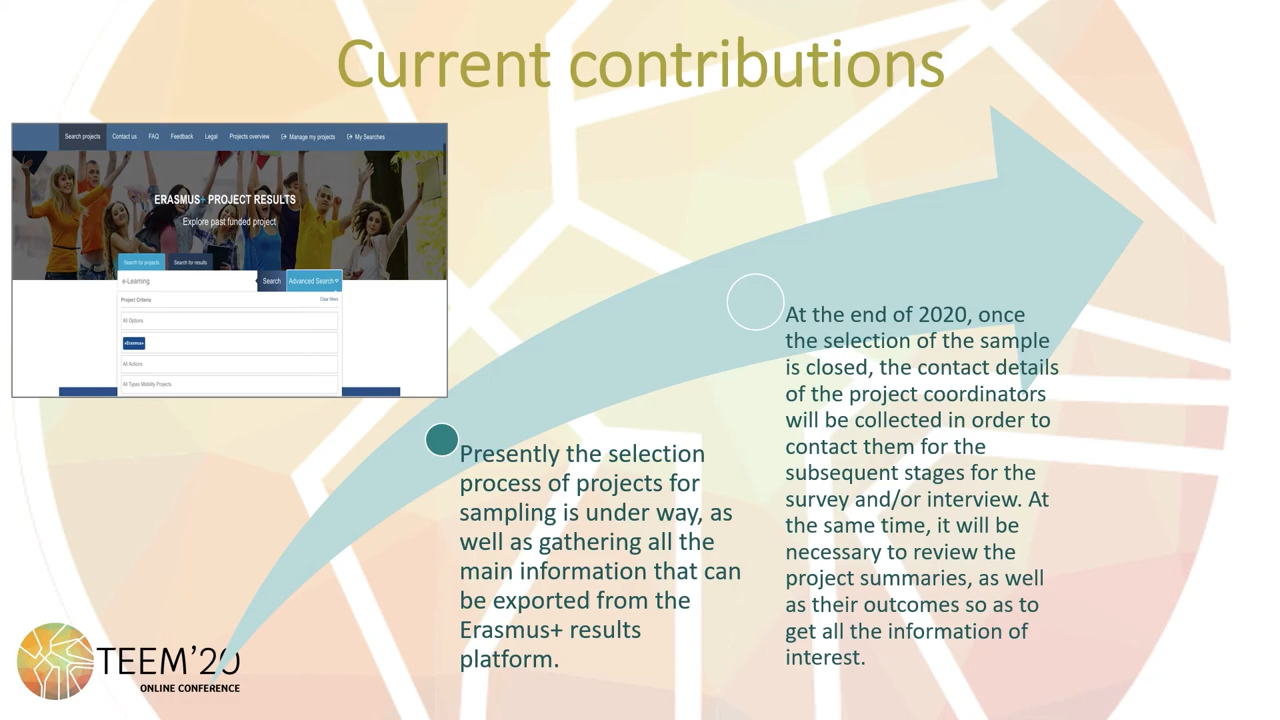 Current contributions
Search projects Contact us FAQ Feedback Legal Projects overview Manage my projects My Searches
ERASMUS+ PROJECT RESULTS
Explore past funded project
Search for projects Search for results
e-Learning Search Advanced Search
Project Criteria Clear filters
All Options
×Erasmus+
All Actions
All Types Mobility Projects
Presently the selection
process of projects for
sampling is under way, as
well as gathering all the
main information that can
be exported from the
Erasmus+ results
platform.
At the end of 2020, once
the selection of the sample
is closed, the contact details
of the project coordinators
will be collected in order to
contact them for the
subsequent stages for the
survey and/or interview. At
the same time, it will be
necessary to review the
project summaries, as well
as their outcomes so as to
get all the information of
interest.
TEEM'20
ONLINE CONFERENCE